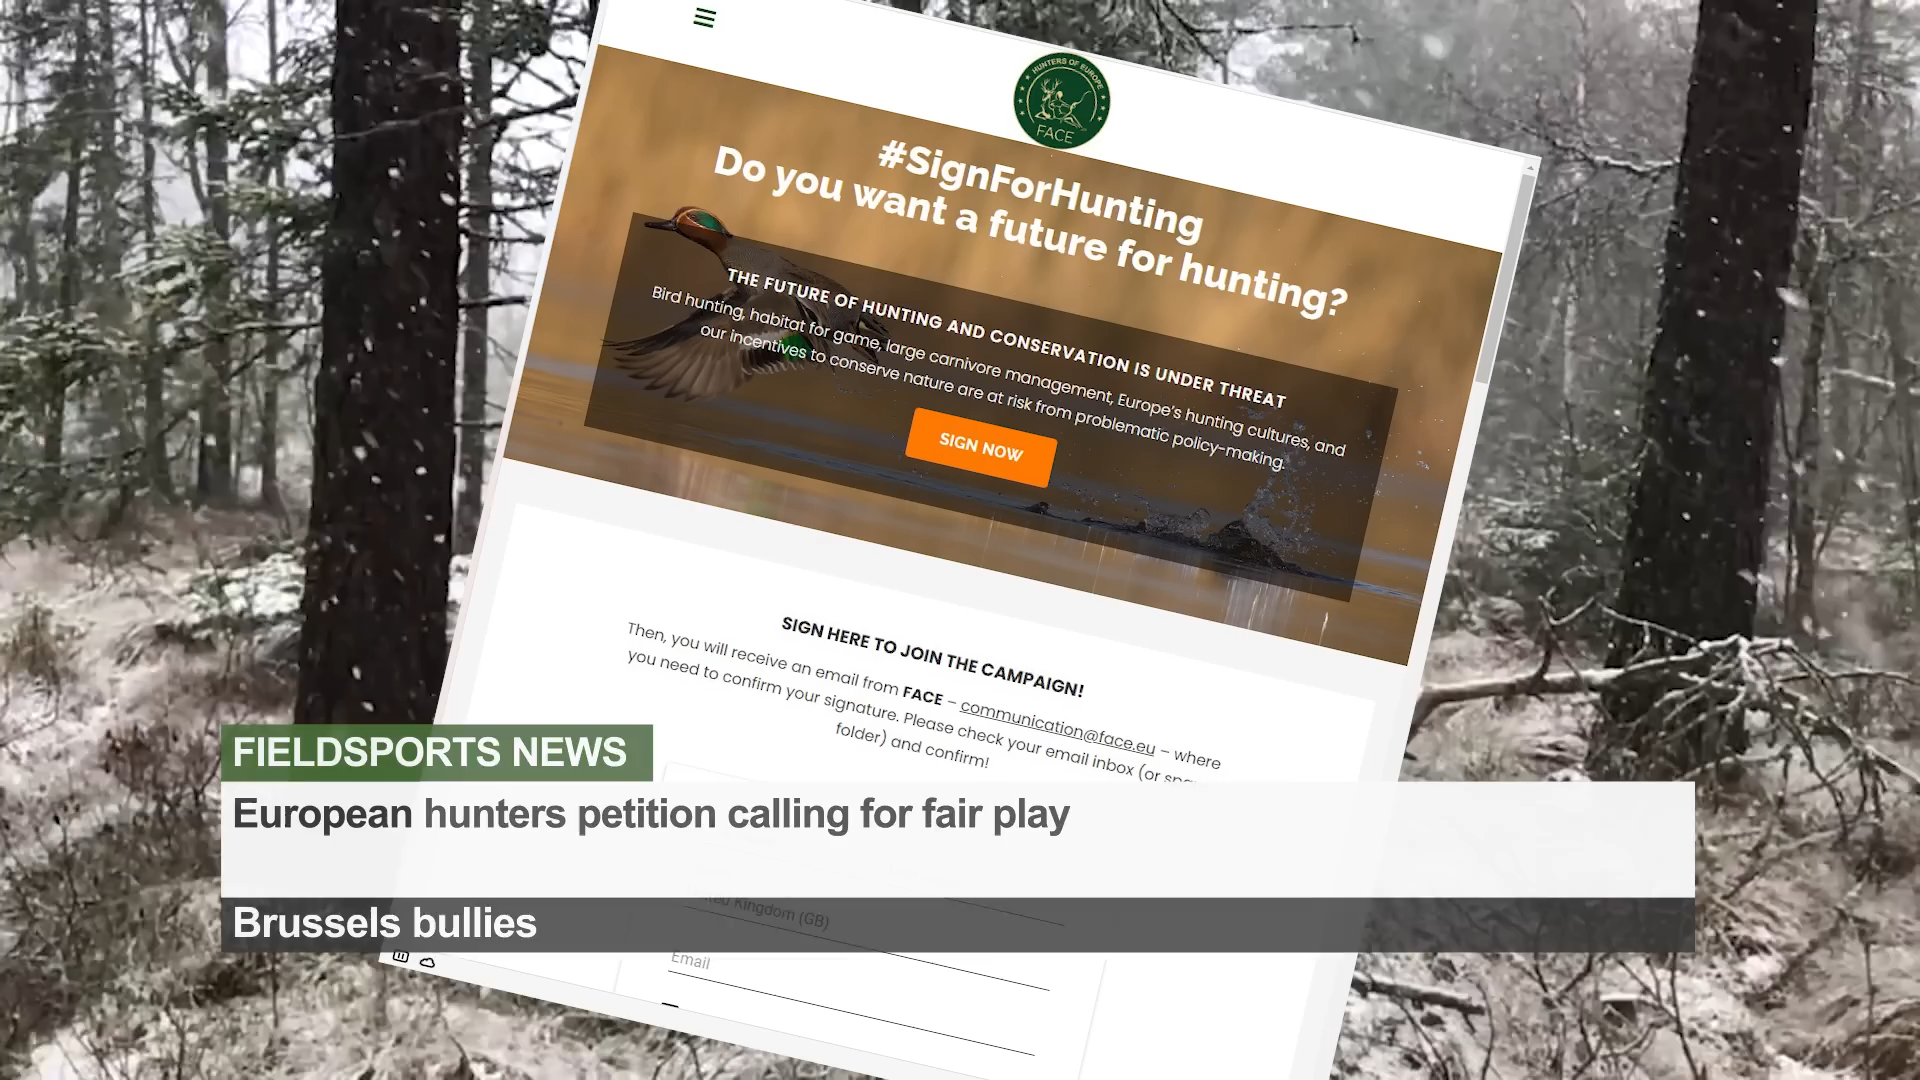 HUNTERS OF EUROPE
FACE
#SignForHunting
Do you want a future for hunting?
THE FUTURE OF HUNTING AND CONSERVATION IS UNDER THREAT
Bird hunting, habitat for game, large carnivore management, Europe's hunting cultures, and
our incentives to conserve nature are at risk from problematic policy-making.
SIGN NOW
SIGN HERE TO JOIN THE CAMPAIGN!
Then, you will receive an email from FACE – communication@face.eu – where
you need to confirm your signature. Please check your email inbox (or
folder) and confirm!
FIELDSPORTS NEWS
European hunters petition calling for fair play
Kingdom (GB)
Brussels bullies
Email